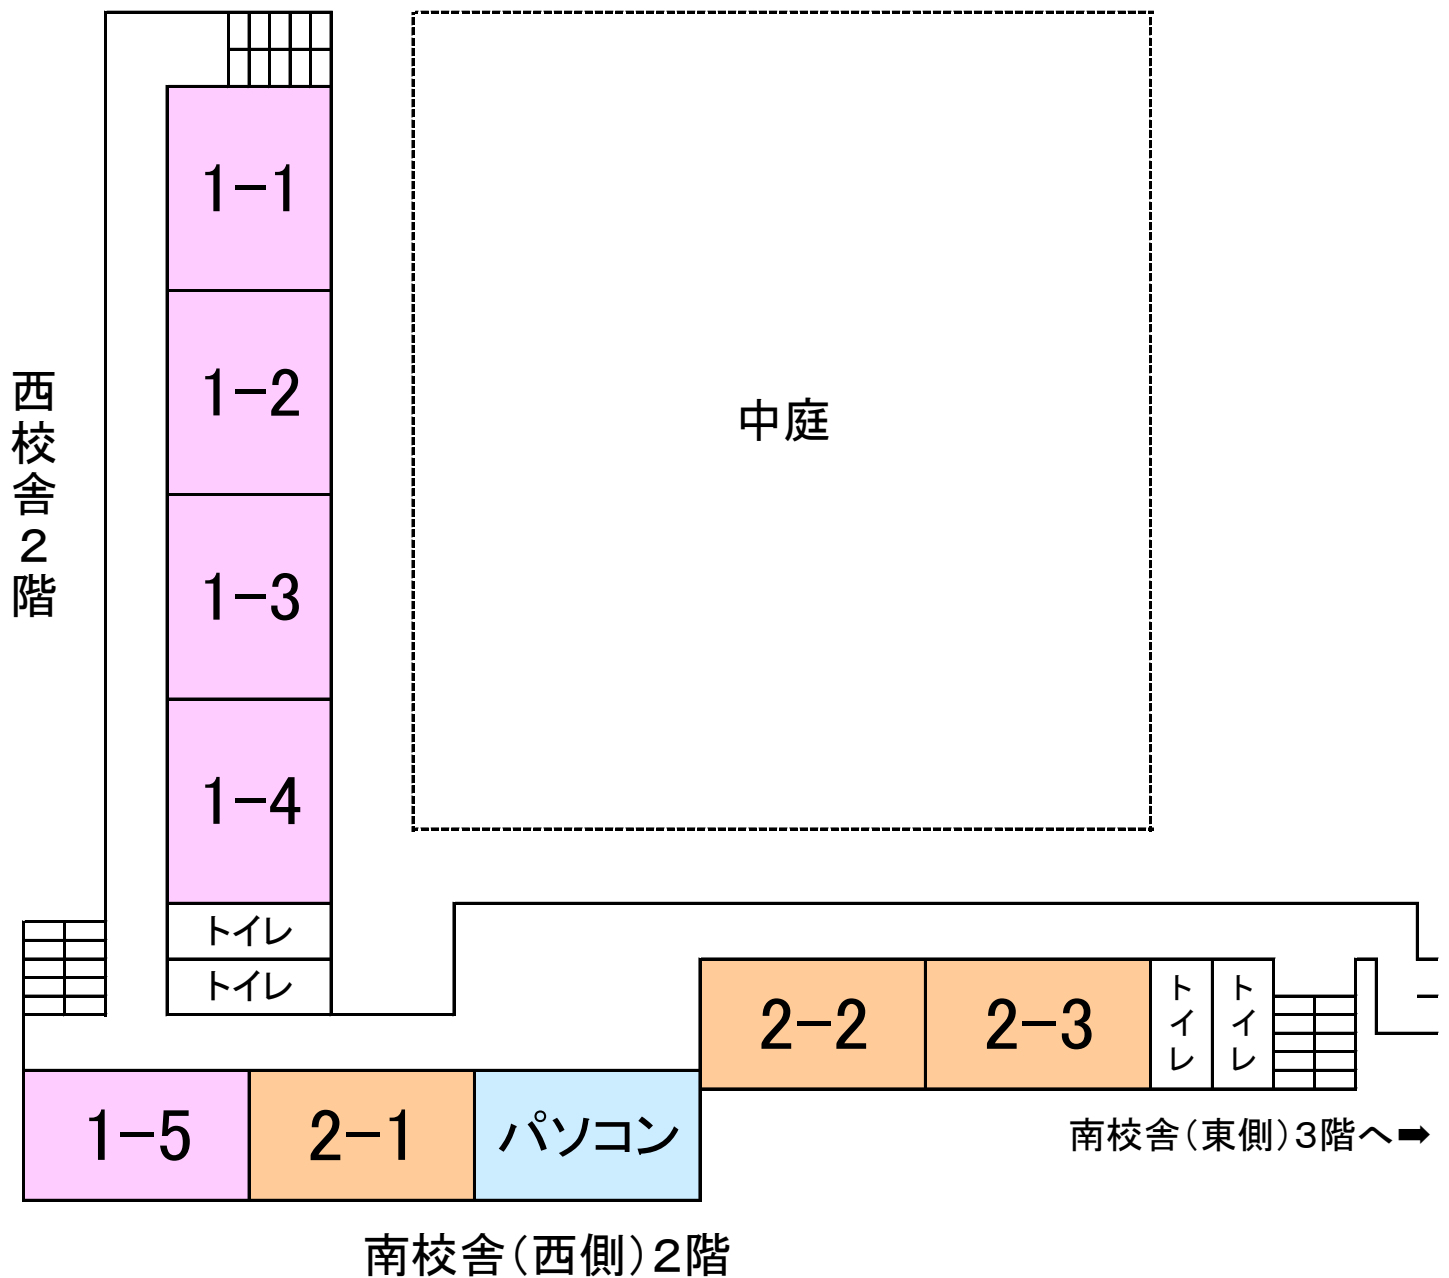 1-1
1-2
西校舎2階
中庭
1-3
1-4
トイレ
トイレ
2-2
2-3
トイレ
トイレ
1-5
2-1
パソコン
南校舎(東側)3階へ➡
南校舎(西側)2階